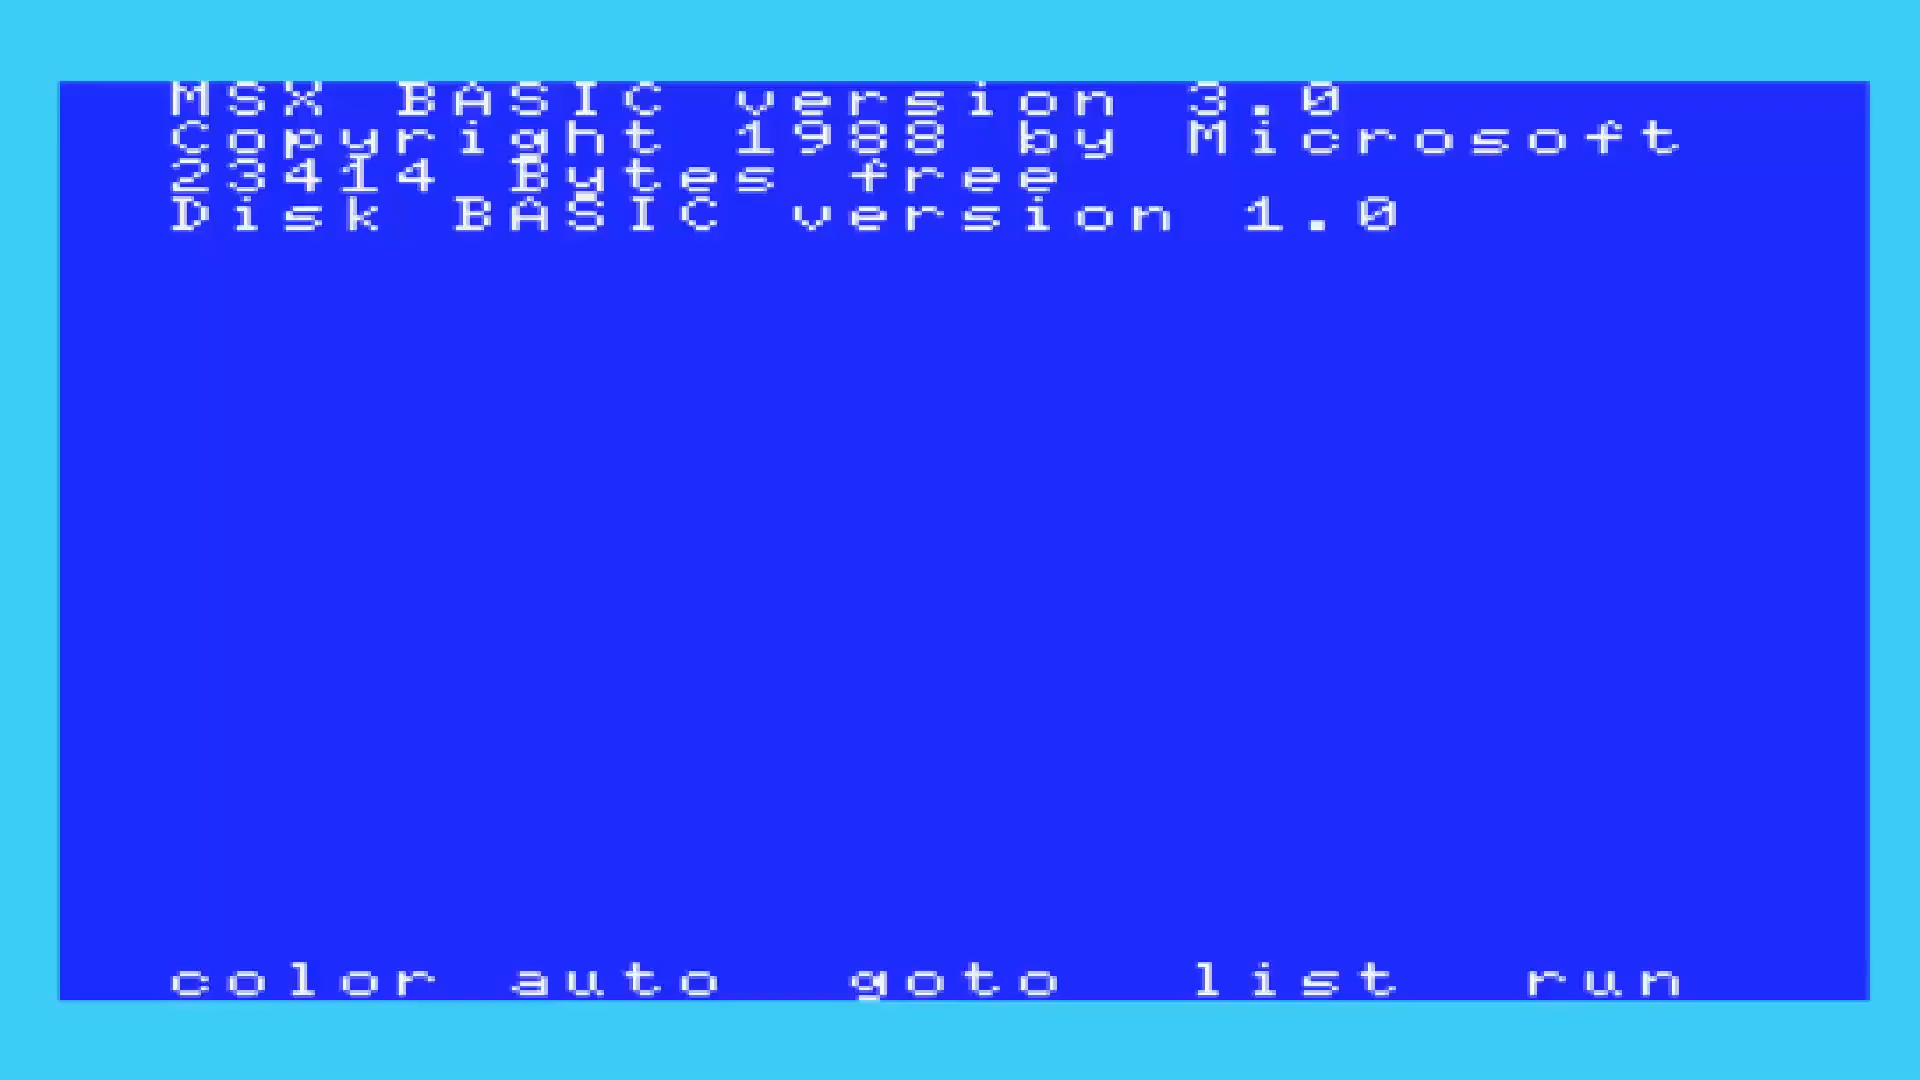 MSX BASIC version 3.0
Copyright 1988 by Microsoft
23414 Bytes free
Disk BASIC version 1.0
color auto goto list run